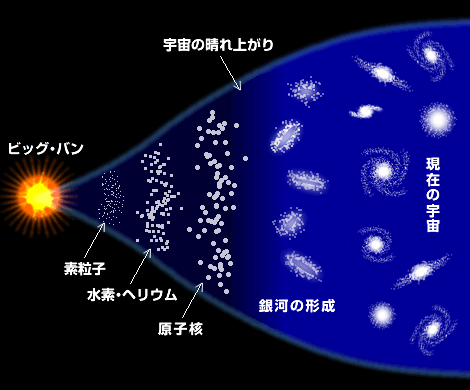 宇宙の晴れ上がり
ビッグ・バン
素粒子
水素・ヘリウム
原子核
銀河の形成
現在の宇宙